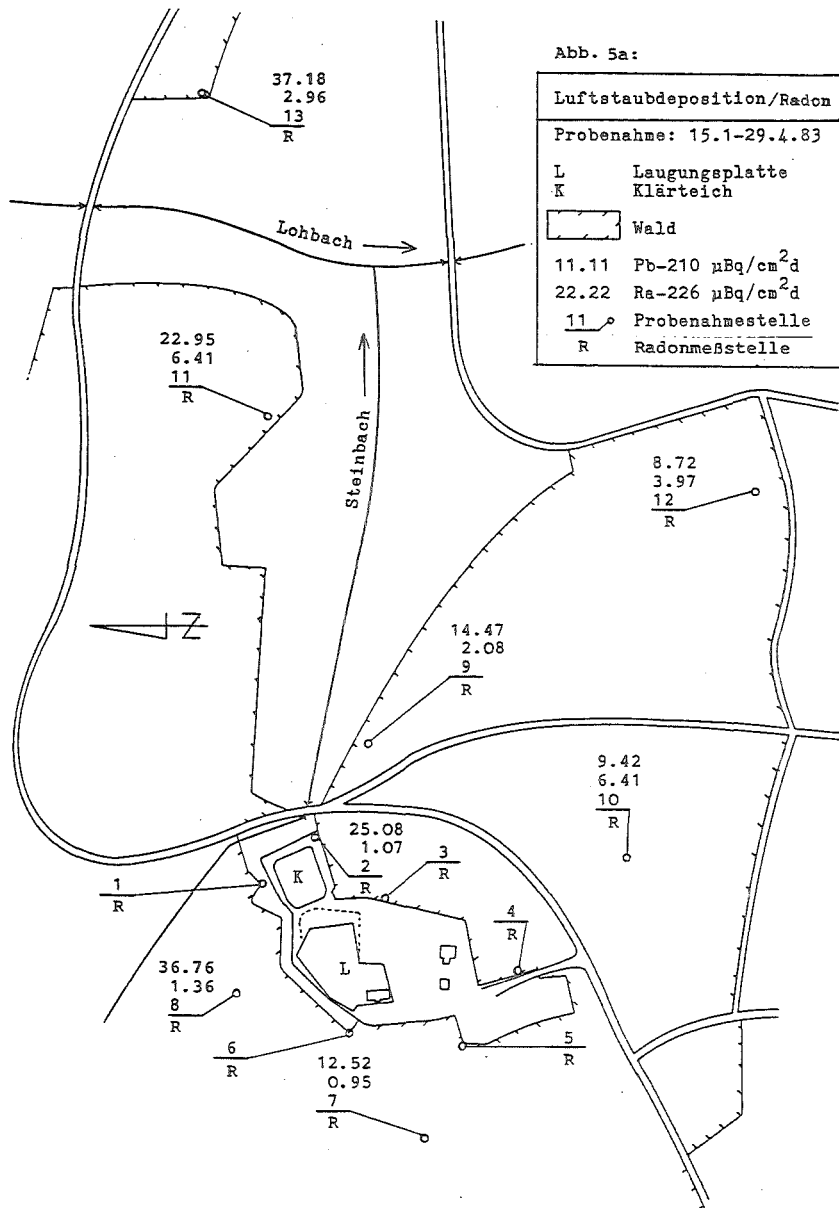 Abb. 5a:
Luftstaubdeposition/Radon
Probenahme: 15.1-29.4.83
L Laugungsplatte
K Klärteich
Wald
11.11 Pb-210 µBq/cm²d
22.22 Ra-226 µBq/cm²d
11 Probenahmestelle
R Radonmeßstelle
37.18
2.96
13
R
Lohbach
22.95
6.41
11
R
Steinbach
8.72
3.97
12
R
N
14.47
2.08
9
R
9.42
6.41
10
R
25.08
1.07
2
R
3
R
1
R
K
4
R
L
36.76
1.36
8
R
6
R
5
R
12.52
0.95
7
R